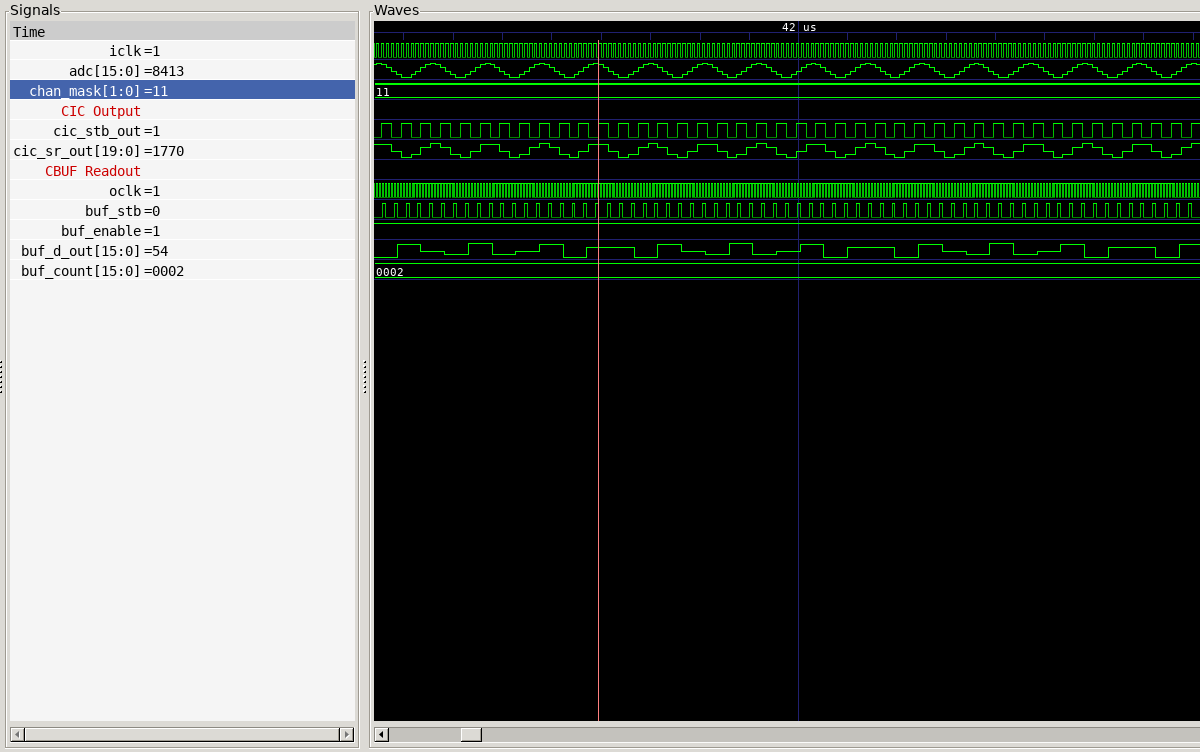 Signals
Time
iclk=1
adc[15:0]=8413
chan_mask[1:0]=11
CIC Output
cic_stb_out=1
cic_sr_out[19:0]=1770
CBUF Readout
oclk=1
buf_stb=0
buf_enable=1
buf_d_out[15:0]=54
buf_count[15:0]=0002
Waves
42 us
11
0002